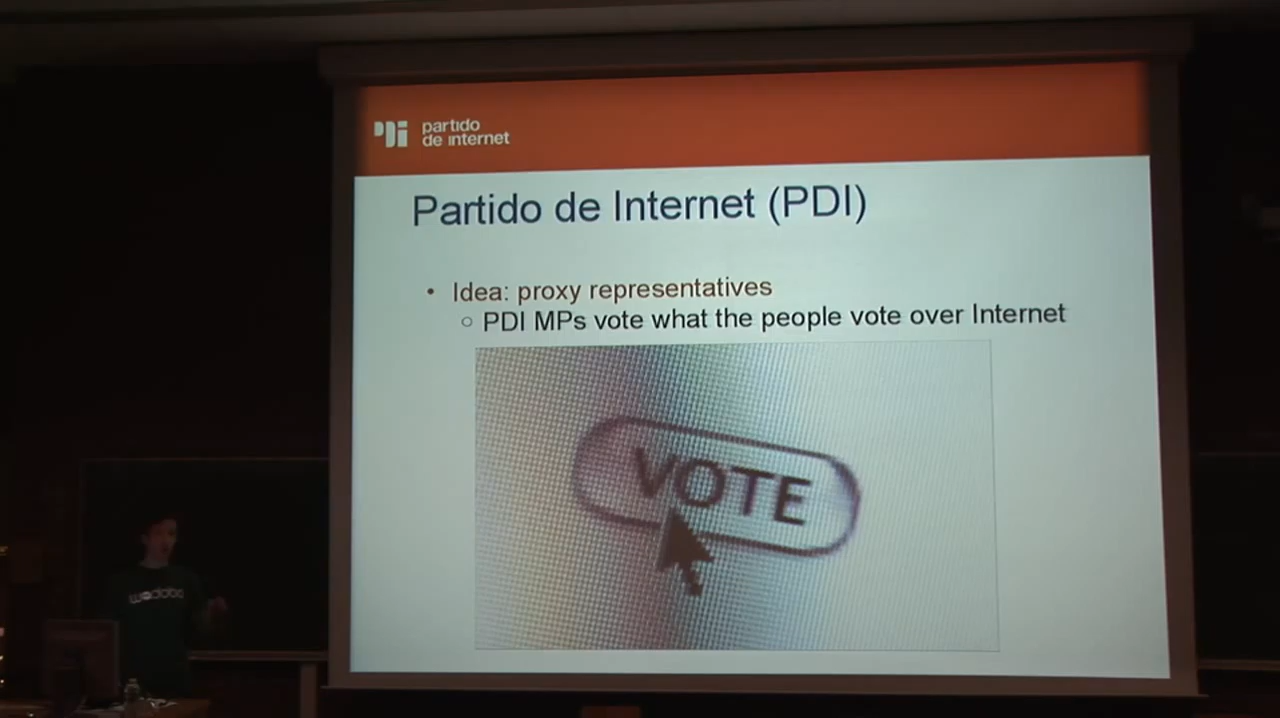 partido
de internet
Partido de Internet (PDI)
• Idea: proxy representatives
○ PDI MPs vote what the people vote over Internet
VOTE